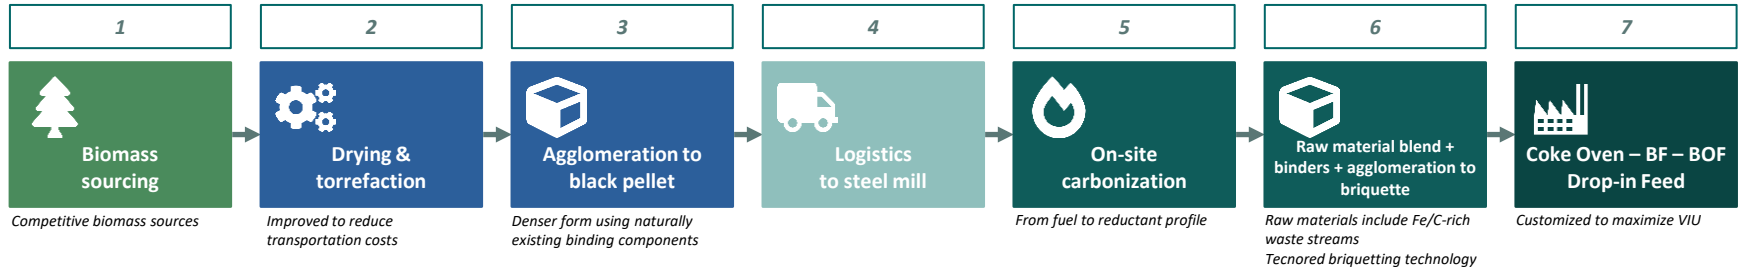 1
2
3
4
5
6
7
Biomass
sourcing
Drying &
torrefaction
Agglomeration to
black pellet
Logistics
to steel mill
On-site
carbonization
Raw material blend +
binders + agglomeration to
briquette
Coke Oven – BF – BOF
Drop-in Feed
Competitive biomass sources
Improved to reduce
transportation costs
Denser form using naturally
existing binding components
From fuel to reductant profile
Raw materials include Fe/C-rich
waste streams
Tecnored briquetting technology
Customized to maximize VIU